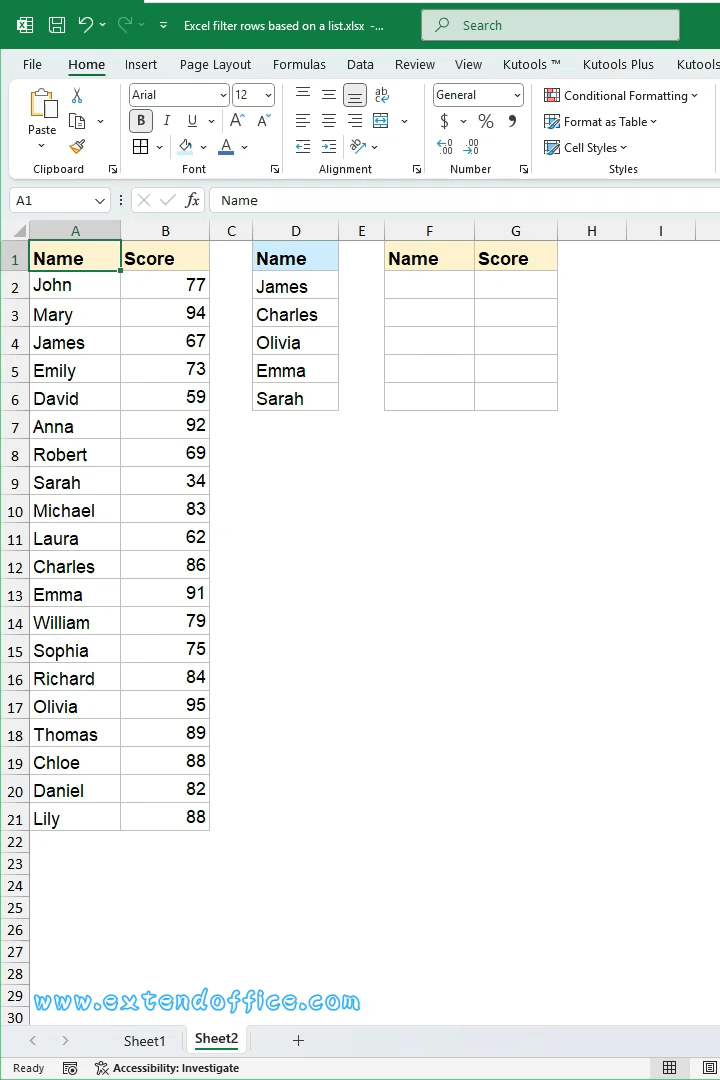 Excel filter rows based on a list.xlsx -... Search
File Home Insert Page Layout Formulas Data Review View Kutools ™ Kutools Plus Kutools
Paste Arial 12 General Conditional Formatting
B I U A A $ % 9 Format as Table
A Cell Styles
Clipboard Font Alignment Number Styles
A1 fx Name
A B C D E F G H I
1 Name Score Name Name Score
2 John 77 James
3 Mary 94 Charles
4 James 67 Olivia
5 Emily 73 Emma
6 David 59 Sarah
7 Anna 92
8 Robert 69
9 Sarah 34
10 Michael 83
11 Laura 62
12 Charles 86
13 Emma 91
14 William 79
15 Sophia 75
16 Richard 84
17 Olivia 95
18 Thomas 89
19 Chloe 88
20 Daniel 82
21 Lily 88
22
23
24
25
26
27
28
29 www.extendoffice.com
30
Sheet1 Sheet2 +
Ready Accessibility: Investigate